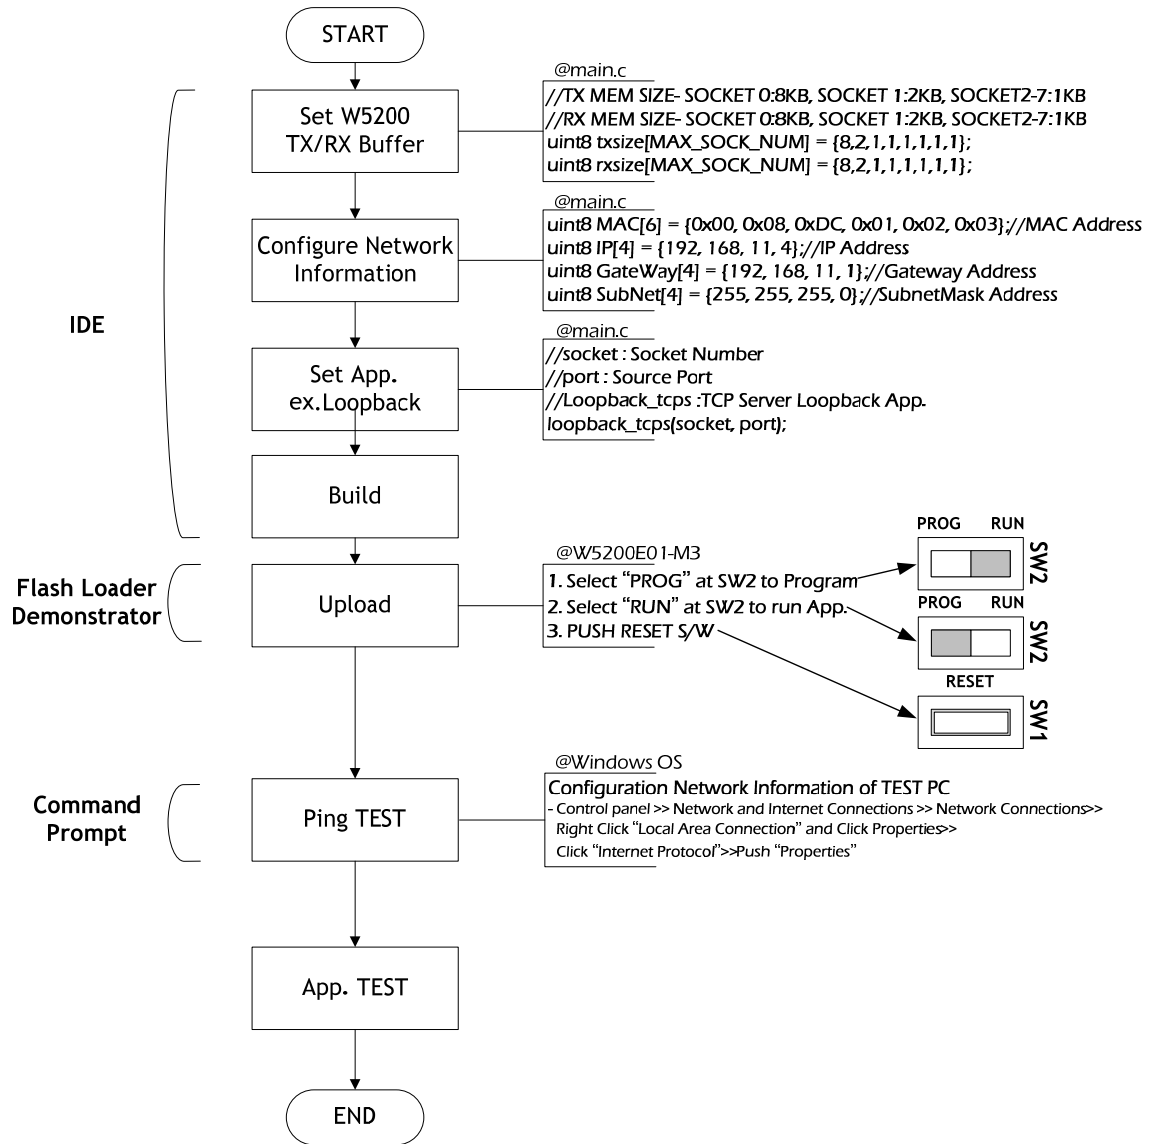 START
@main.c
Set W5200
TX/RX Buffer
//TX MEM SIZE- SOCKET 0:8KB, SOCKET 1:2KB, SOCKET2-7:1KB
//RX MEM SIZE- SOCKET 0:8KB, SOCKET 1:2KB, SOCKET2-7:1KB
uint8 txsize[MAX_SOCK_NUM] = {8,2,1,1,1,1,1,1};
uint8 rxsize[MAX_SOCK_NUM] = {8,2,1,1,1,1,1,1};
@main.c
Configure Network
Information
uint8 MAC[6] = {0x00, 0x08, 0xDC, 0x01, 0x02, 0x03};//MAC Address
uint8 IP[4] = {192, 168, 11, 4};//IP Address
uint8 GateWay[4] = {192, 168, 11, 1};//Gateway Address
uint8 SubNet[4] = {255, 255, 255, 0};//SubnetMask Address
IDE
@main.c
Set App.
ex.Loopback
//socket : Socket Number
//port : Source Port
//Loopback_tcps :TCP Server Loopback App.
loopback_tcps(socket, port);
Build
Flash Loader
Demonstrator
Upload
@W5200E01-M3
1. Select “PROG” at SW2 to Program
2. Select “RUN” at SW2 to run App.
3. PUSH RESET S/W
PROG RUN
SW2
PROG RUN
SW2
RESET
SW1
Command
Prompt
Ping TEST
@Windows OS
Configuration Network Information of TEST PC
- Control panel >> Network and Internet Connections >> Network Connections>>
Right Click “Local Area Connection” and Click Properties>>
Click “Internet Protocol”>>Push “Properties”
App. TEST
END